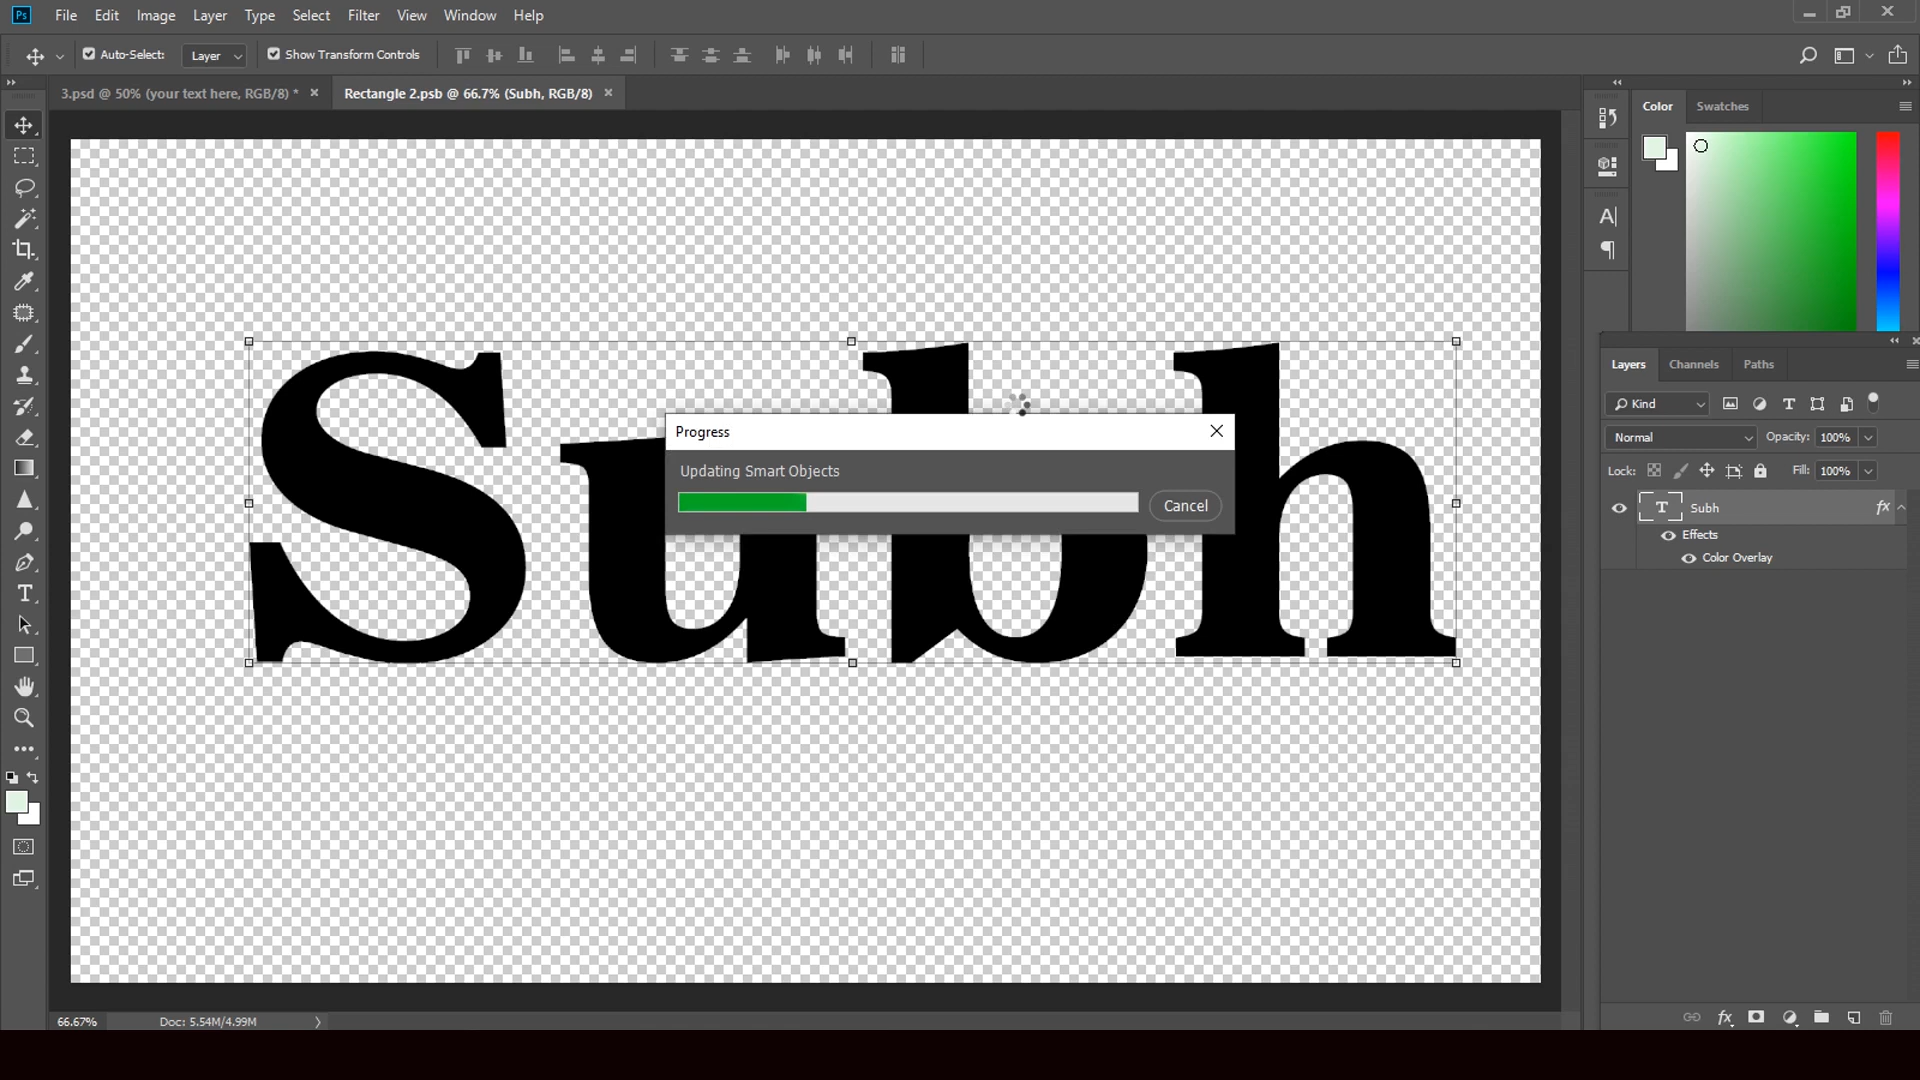 Ps File Edit Image Layer Type Select Filter View Window Help
Auto-Select: Layer Show Transform Controls
3.psd @ 50% (your text here, RGB/8) * Rectangle 2.psb @ 66.7% (Subh, RGB/8)
Color Swatches
Subh
Progress
Updating Smart Objects
Cancel
Layers Channels Paths
Kind
Normal Opacity: 100%
Lock: Fill: 100%
T Subh fx
Effects
Color Overlay
66.67% Doc: 5.54M/4.99M